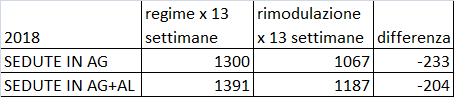 regime x 13 rimodulazione
2018 settimane x 13 settimane differenza
SEDUTE IN AG 1300 1067 -233
SEDUTE IN AG+AL 1391 1187 -204